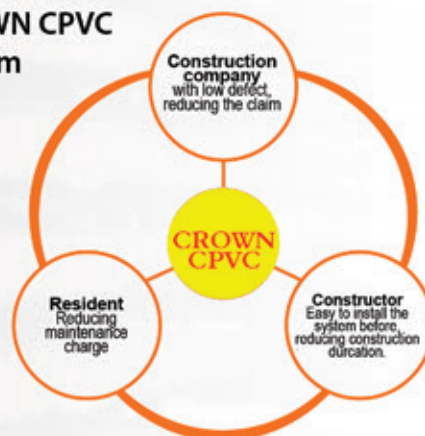 WN CPVC
m
Construction
company
with low defect,
reducing the claim
CROWN
CPVC
Resident
Reducing
maintenance
charge
Constructor
Easy to install the
system before,
reducing construction
durcation.